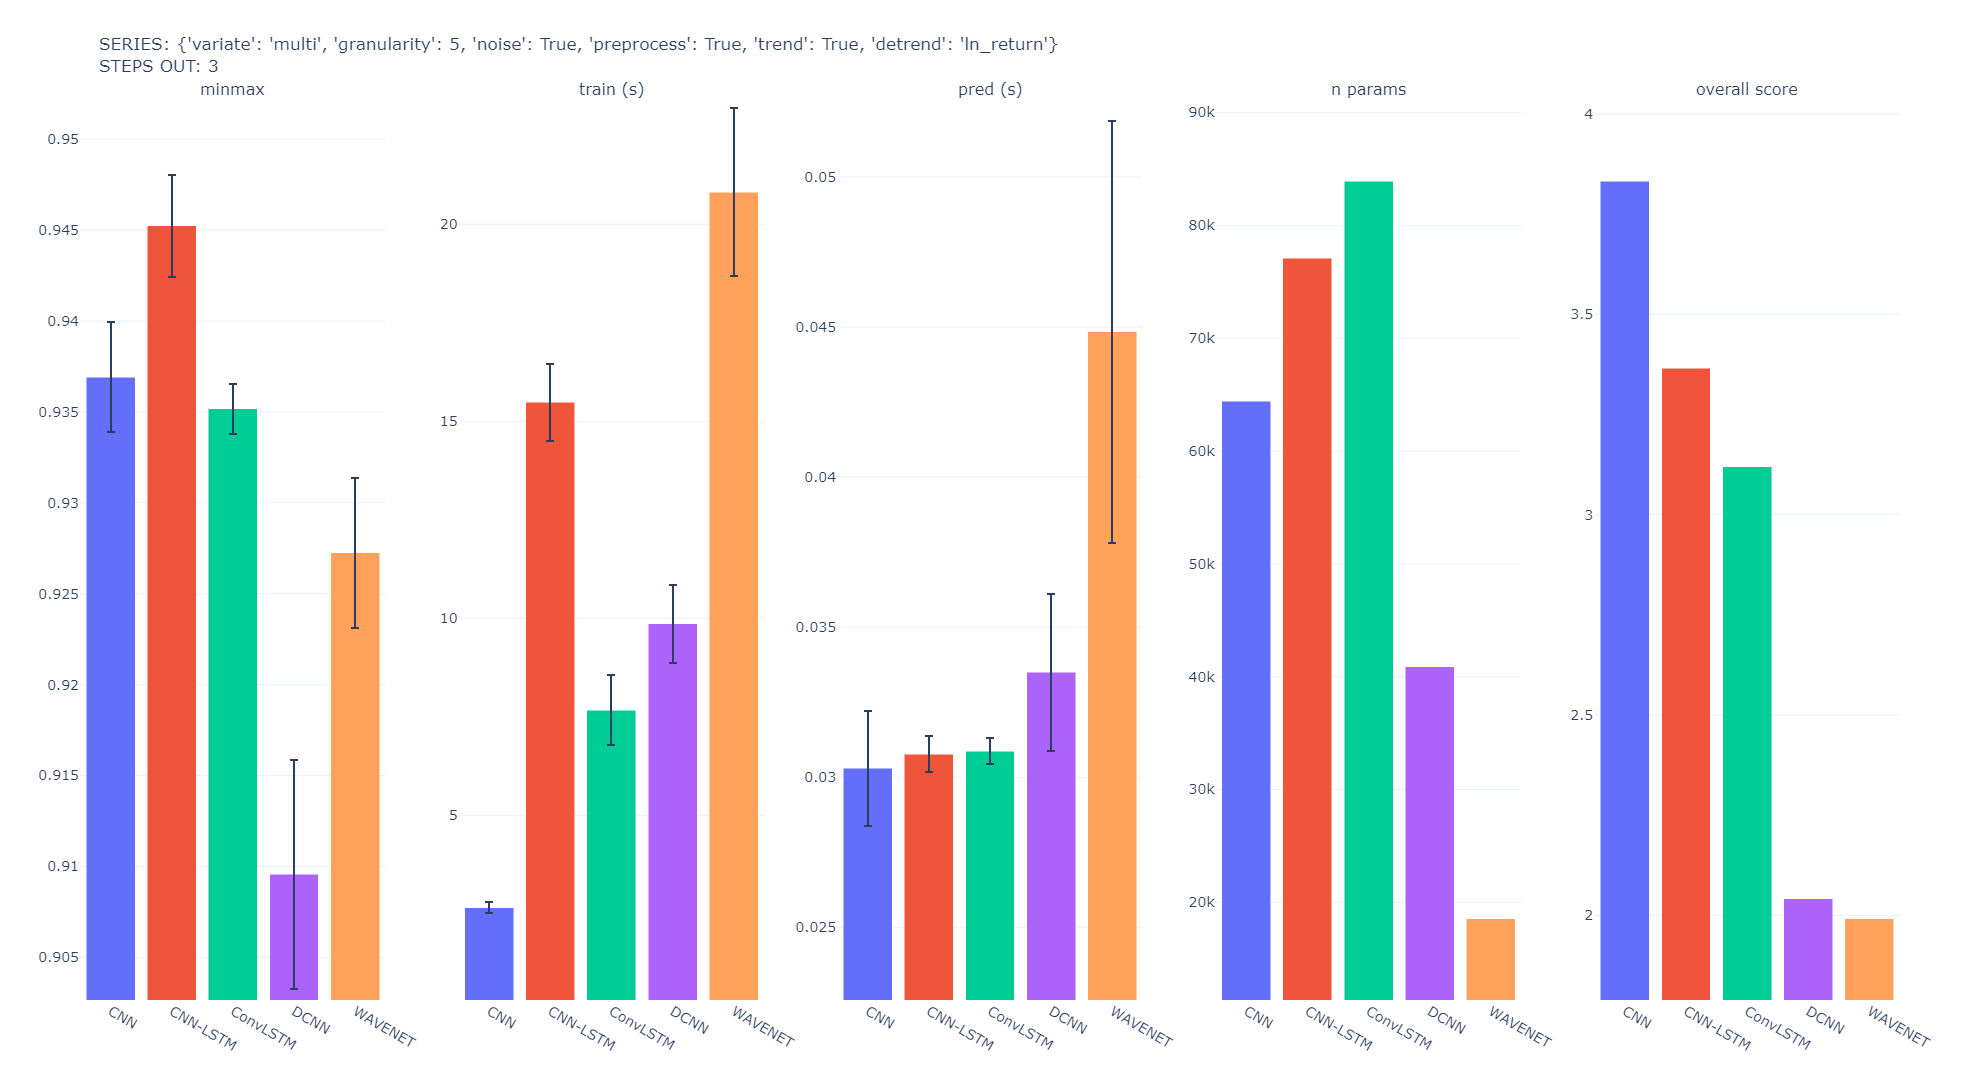 SERIES: {'variate': 'multi', 'granularity': 5, 'noise': True, 'preprocess': True, 'trend': True, 'detrend': 'ln_return'}
STEPS OUT: 3
minmax
0.95
0.945
0.94
0.935
0.93
0.925
0.92
0.915
0.91
0.905
CNN
CNN-LSTM
ConvLSTM
DCNN
WAVENET
train (s)
20
15
10
5
CNN
CNN-LSTM
ConvLSTM
DCNN
WAVENET
pred (s)
0.05
0.045
0.04
0.035
0.03
0.025
CNN
CNN-LSTM
ConvLSTM
DCNN
WAVENET
n params
90k
80k
70k
60k
50k
40k
30k
20k
CNN
CNN-LSTM
ConvLSTM
DCNN
WAVENET
overall score
4
3.5
3
2.5
2
CNN
CNN-LSTM
ConvLSTM
DCNN
WAVENET